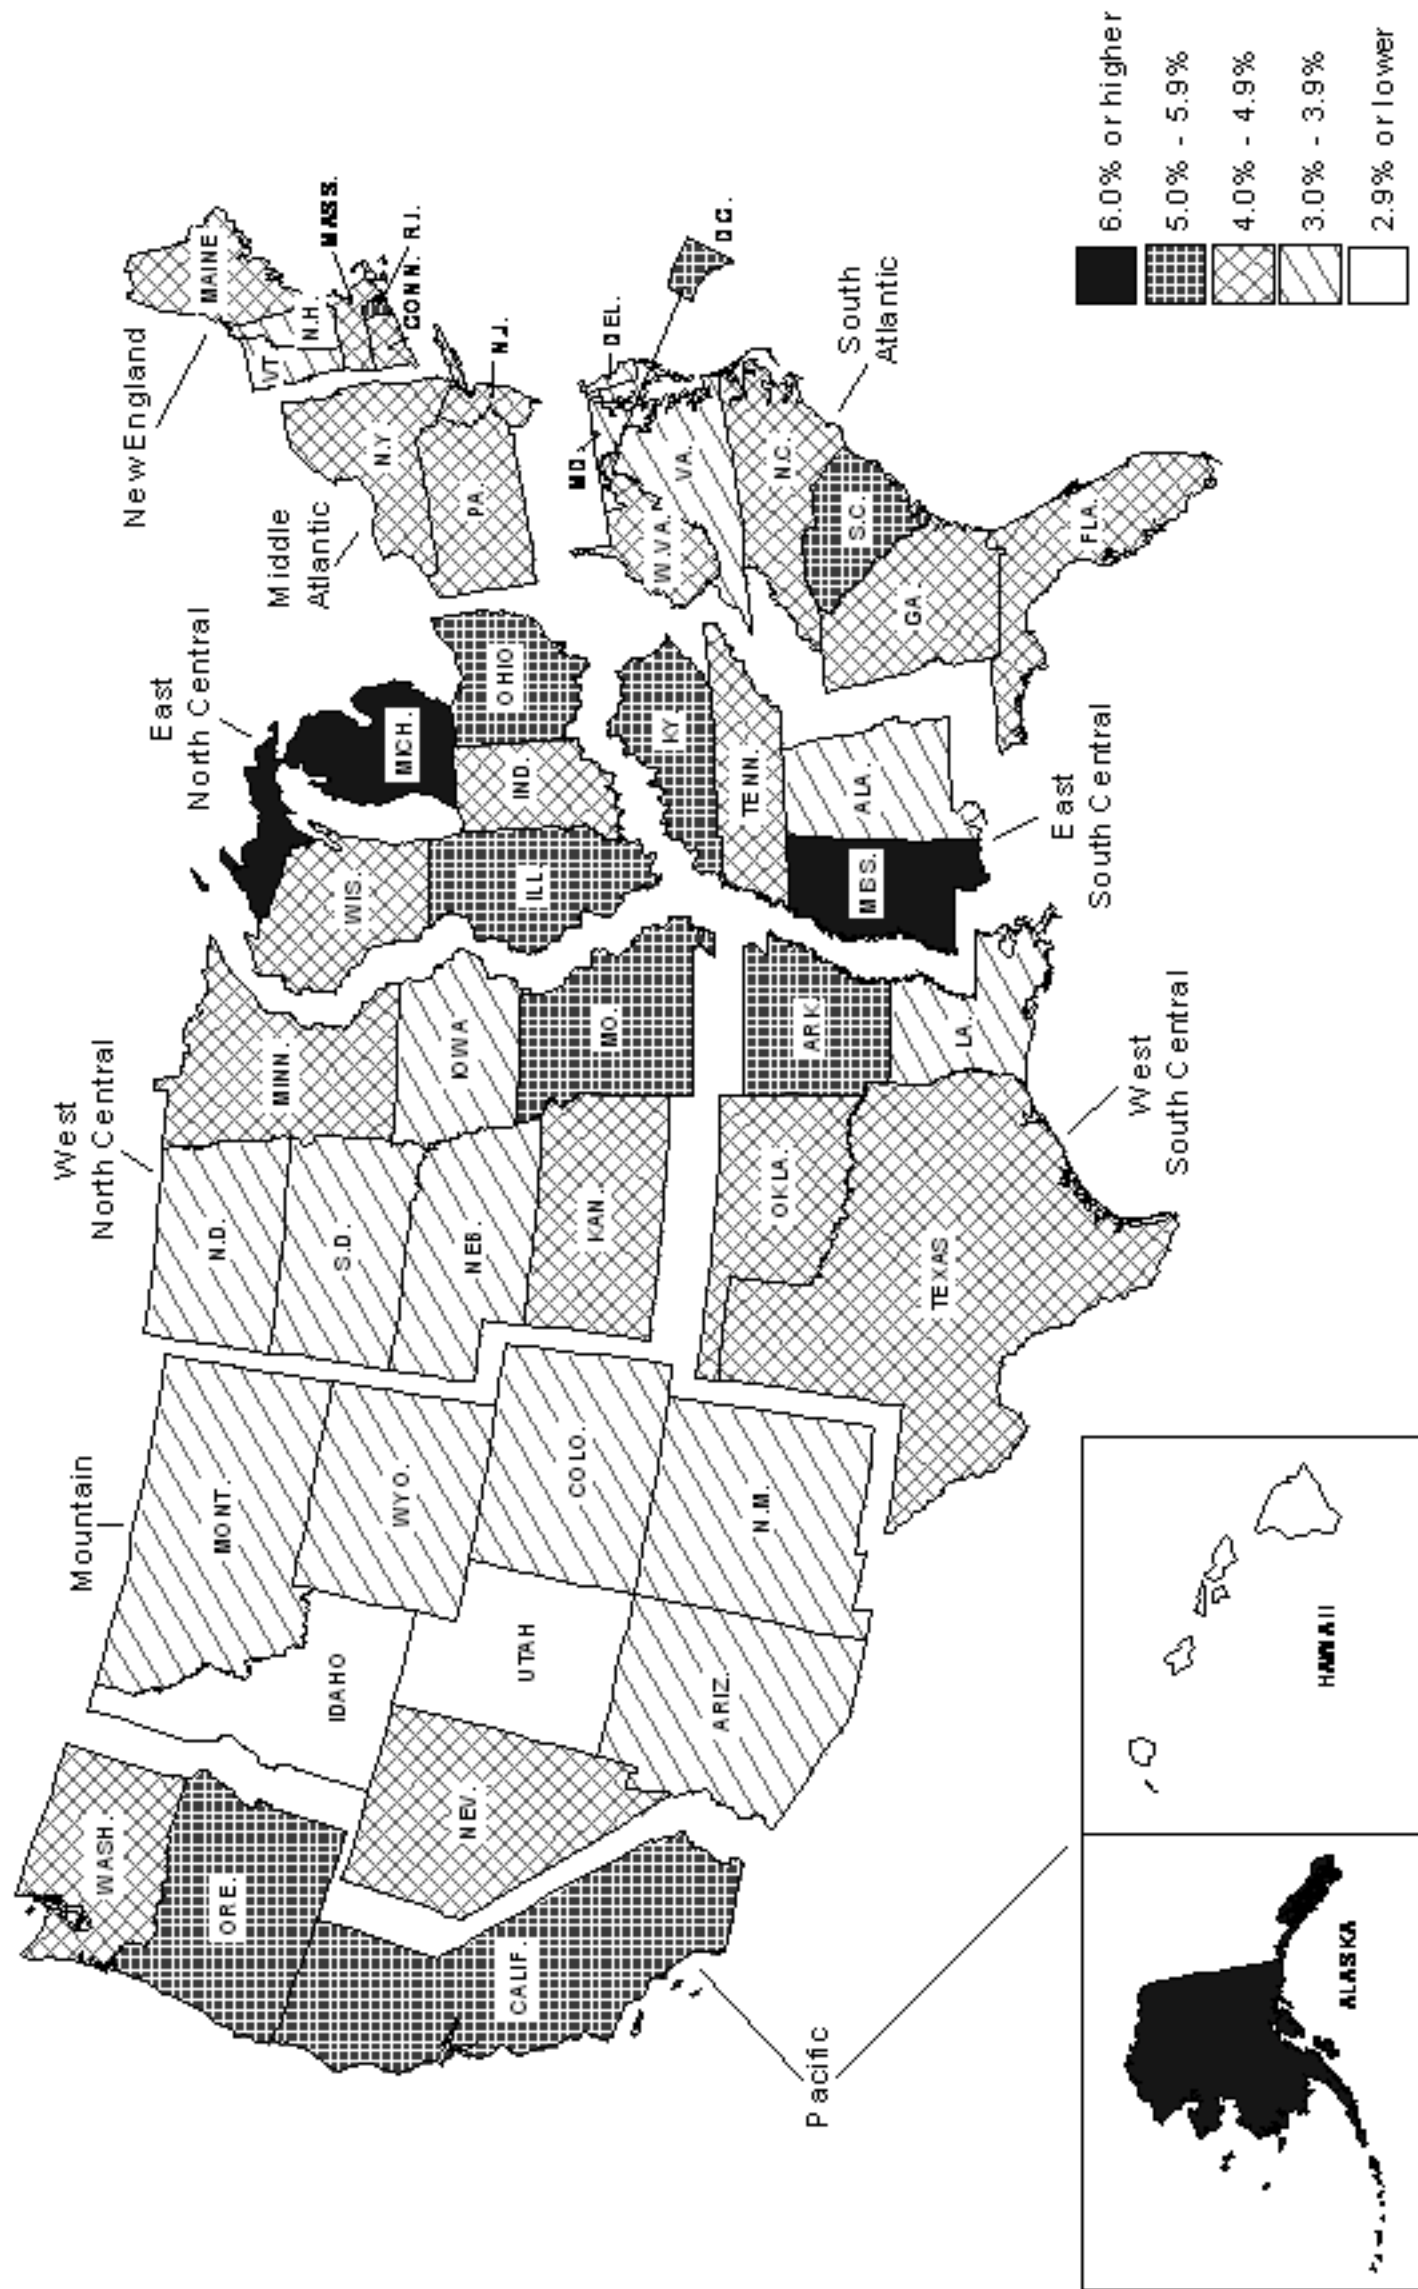 New England
Middle
Atlantic
East
North Central
West
North Central
Mountain
Pacific
South
Atlantic
East
South Central
West
South Central
WASH.
ORE.
CALIF.
NEV.
IDAHO
UTAH
ARIZ.
MONT.
WYO.
COLO.
N.M.
N.D.
S.D.
NEB.
KAN.
OKLA.
TEXAS
MINN.
IOWA
MO.
ARK.
LA.
WIS.
ILL.
MICH.
IND.
OHIO
KY.
TENN.
MISS.
ALA.
N.Y.
PA.
N.J.
MAINE
VT.
N.H.
MASS.
CONN.
R.I.
MD.
DEL.
D.C.
W.VA.
VA.
N.C.
S.C.
GA.
FLA.
ALASKA
HAWAII
6.0% or higher
5.0% - 5.9%
4.0% - 4.9%
3.0% - 3.9%
2.9% or lower